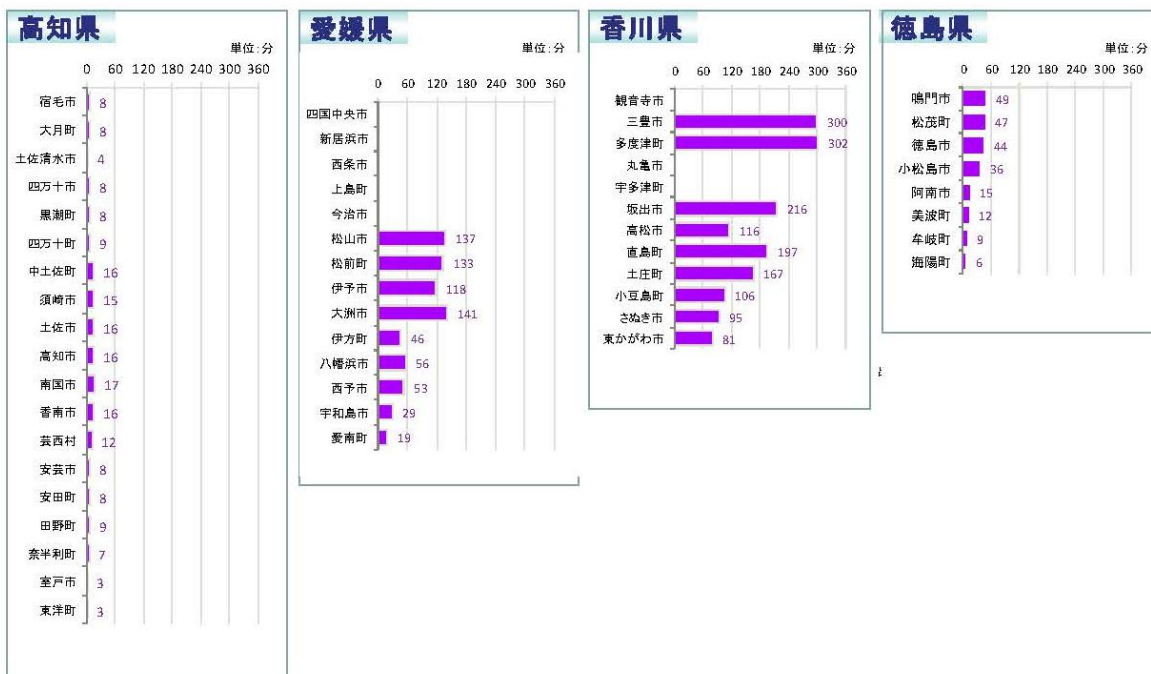 高知県
単位:分
0 60 120 180 240 300 360
宿毛市 8
大月町 8
土佐清水市 4
四万十市 8
黒潮町 8
四万十町 9
中土佐町 16
須崎市 15
土佐市 16
高知市 16
南国市 17
香南市 16
芸西村 12
安芸市 8
安田町 8
田野町 9
奈半利町 7
室戸市 3
東洋町 3
愛媛県
単位:分
0 60 120 180 240 300 360
四国中央市
新居浜市
西条市
上島町
今治市
松山市 137
松前町 133
伊予市 118
大洲市 141
伊方町 46
八幡浜市 56
西予市 53
宇和島市 29
愛南町 19
香川県
単位:分
0 60 120 180 240 300 360
観音寺市
三豊市 300
多度津町 302
丸亀市
宇多津町
坂出市 216
高松市 116
直島町 197
土庄町 167
小豆島町 106
さぬき市 95
東かがわ市 81
徳島県
単位:分
0 60 120 180 240 300 360
鳴門市 49
松茂町 47
徳島市 44
小松島市 36
阿南市 15
美波町 12
牟岐町 9
海陽町 6